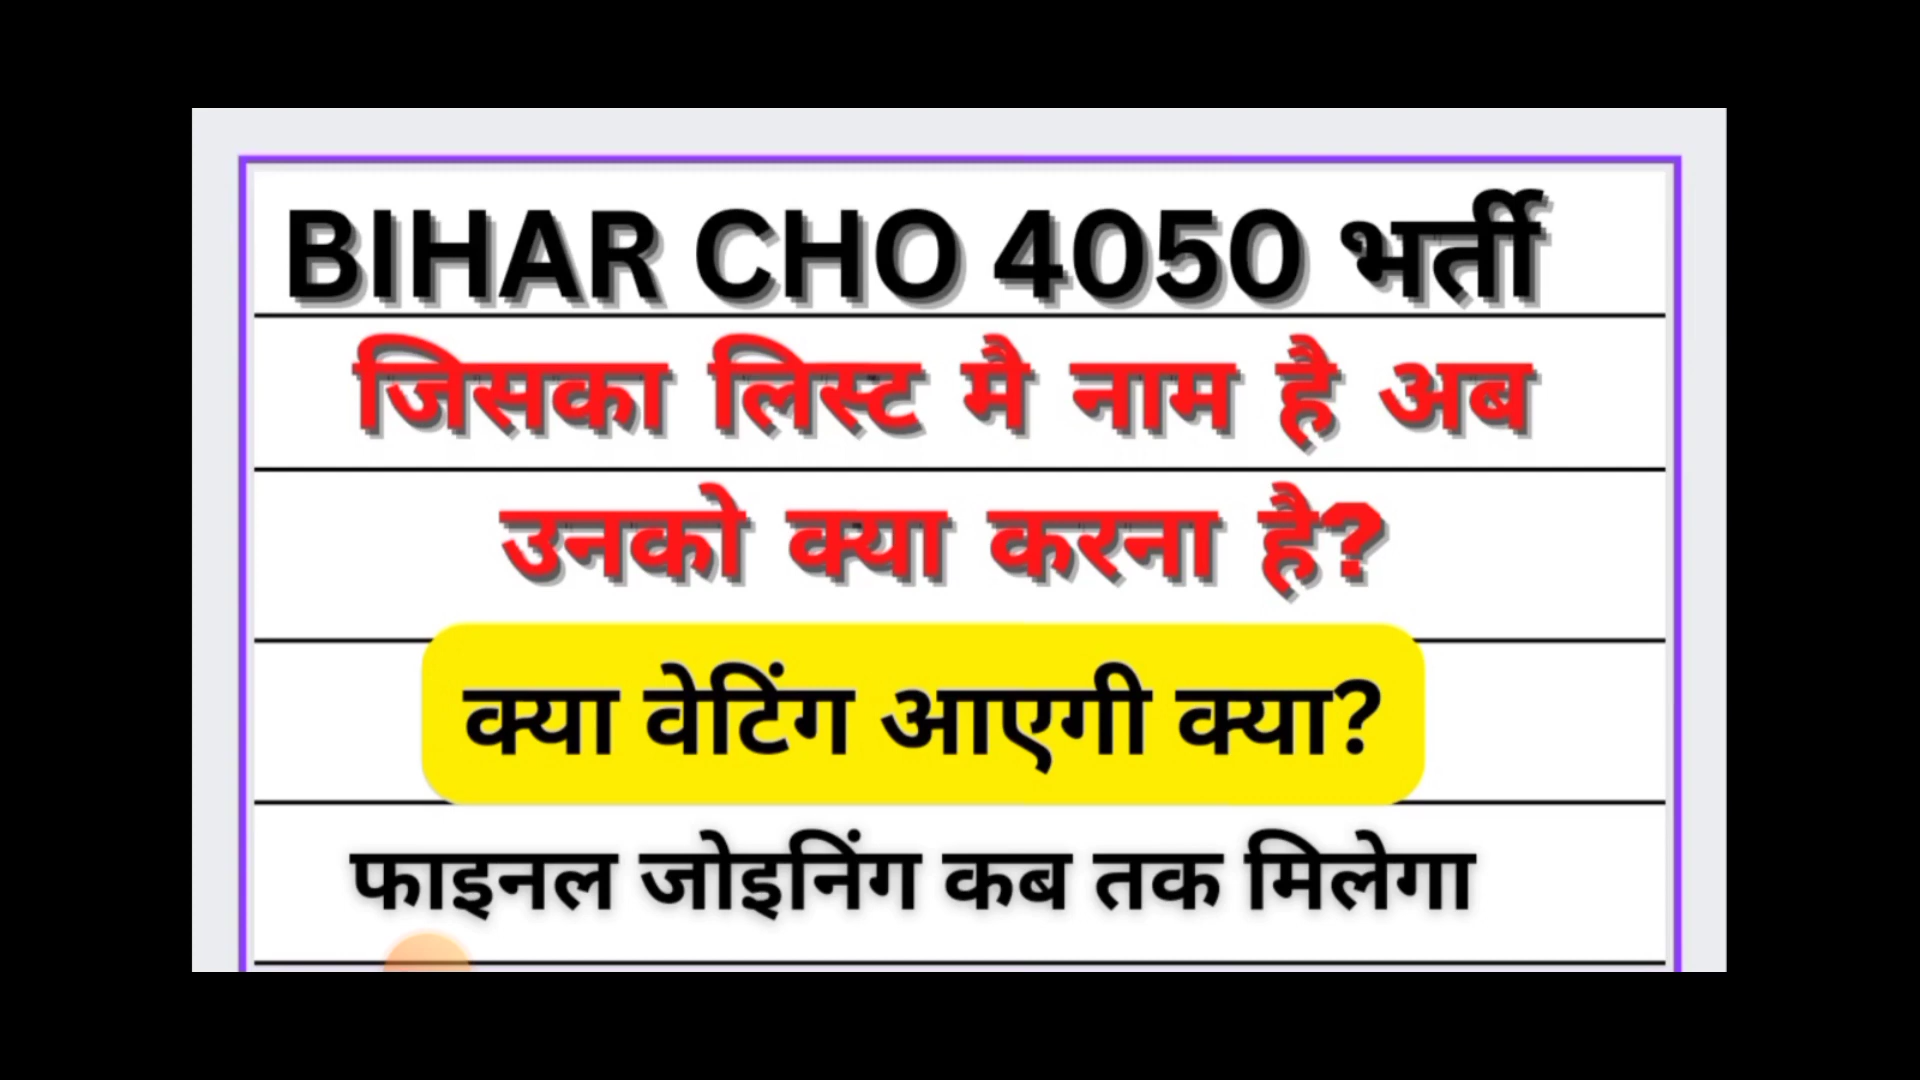 BIHAR CHO 4050 भर्ती
जिसका लिस्ट मै नाम है अब
उनको क्या करना है?
क्या वेटिंग आएगी क्या?
फाइनल जोइनिंग कब तक मिलेगा